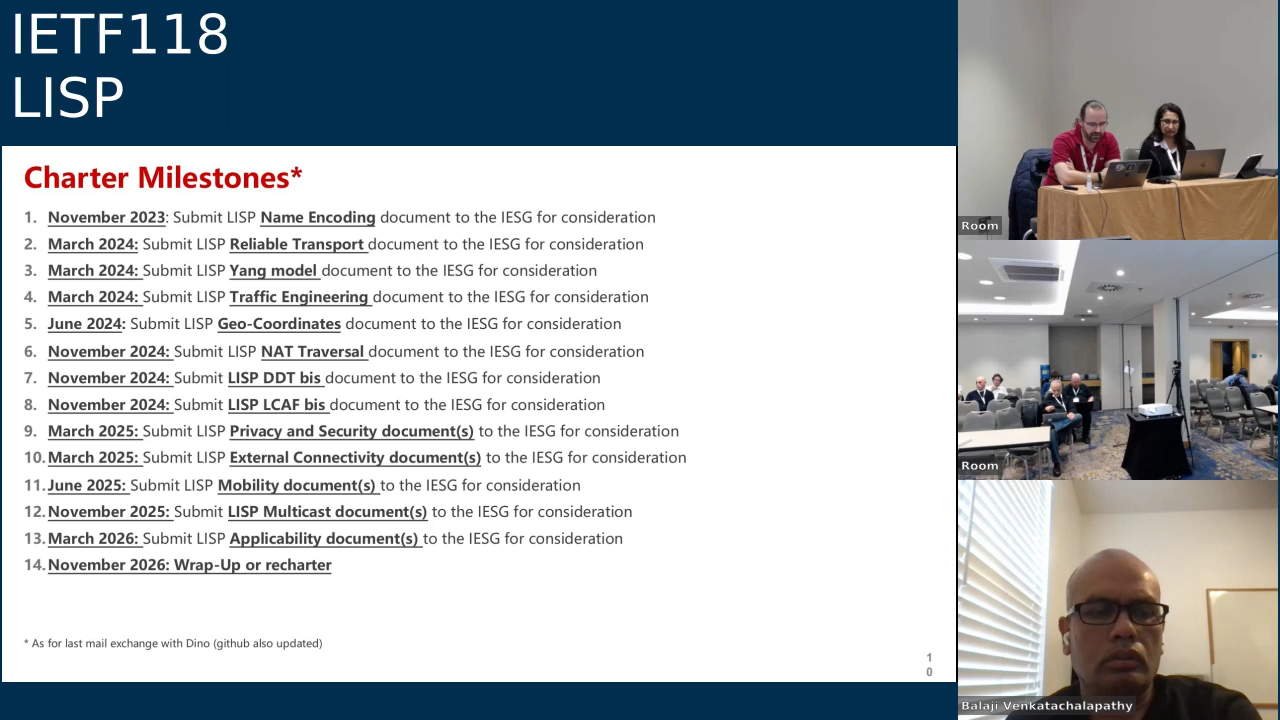 IETF118
LISP
Charter Milestones*
1. November 2023: Submit LISP Name Encoding document to the IESG for consideration
2. March 2024: Submit LISP Reliable Transport document to the IESG for consideration
3. March 2024: Submit LISP Yang model document to the IESG for consideration
4. March 2024: Submit LISP Traffic Engineering document to the IESG for consideration
5. June 2024: Submit LISP Geo-Coordinates document to the IESG for consideration
6. November 2024: Submit LISP NAT Traversal document to the IESG for consideration
7. November 2024: Submit LISP DDT bis document to the IESG for consideration
8. November 2024: Submit LISP LCAF bis document to the IESG for consideration
9. March 2025: Submit LISP Privacy and Security document(s) to the IESG for consideration
10. March 2025: Submit LISP External Connectivity document(s) to the IESG for consideration
11. June 2025: Submit LISP Mobility document(s) to the IESG for consideration
12. November 2025: Submit LISP Multicast document(s) to the IESG for consideration
13. March 2026: Submit LISP Applicability document(s) to the IESG for consideration
14. November 2026: Wrap-Up or recharter
* As for last mail exchange with Dino (github also updated)
1
0
Room
Room
Balaji Venkatachalapathy